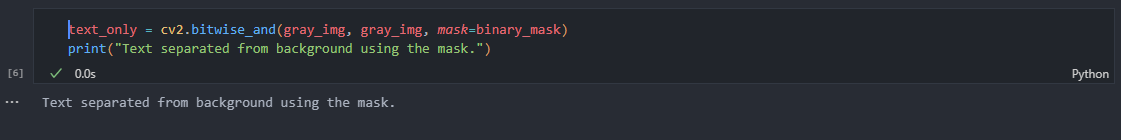 text_only = cv2.bitwise_and(gray_img, gray_img, mask=binary_mask)
print("Text separated from background using the mask.")
[6] 0.0s Python
... Text separated from background using the mask.